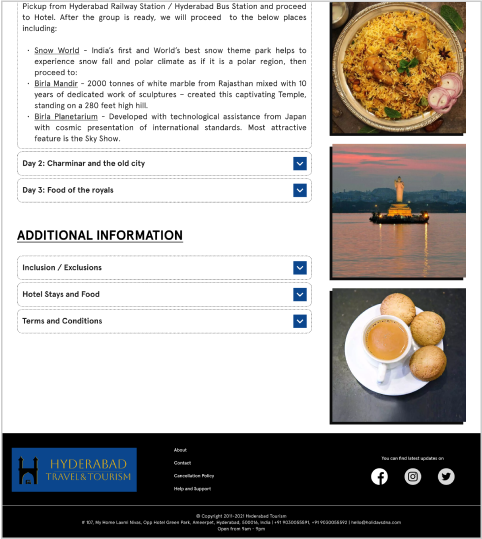 Pickup from Hyderabad Railway Station / Hyderabad Bus Station and proceed
to Hotel. After the group is ready, we will proceed to the below places
including:
· Snow World - India's first and World's best snow theme park helps to
experience snow fall and polar climate as if it is a polar region, then
proceed to:
· Birla Mandir - 2000 tonnes of white marble from Rajasthan mixed with 10
years of dedicated work of sculptures – created this captivating Temple,
standing on a 280 feet high hill.
· Birla Planetarium - Developed with technological assistance from Japan
with cosmic presentation of international standards. Most attractive
feature is the Sky Show.
Day 2: Charminar and the old city
Day 3: Food of the royals
ADDITIONAL INFORMATION
Inclusion / Exclusions
Hotel Stays and Food
Terms and Conditions
HYDERABAD
TRAVEL&TOURISM
About
Contact
Cancellation Policy
Help and Support
You can find latest updates on
© Copyright 2011-2021 Hyderabad Tourism
# 107, My Home Laxmi Nivas, Opp Hotel Green Park, Ameerpet, Hyderabad, 500016, India | +91 9030055591, +91 9030055592 | hello@holidaysdna.com
Open from 9am - 9pm